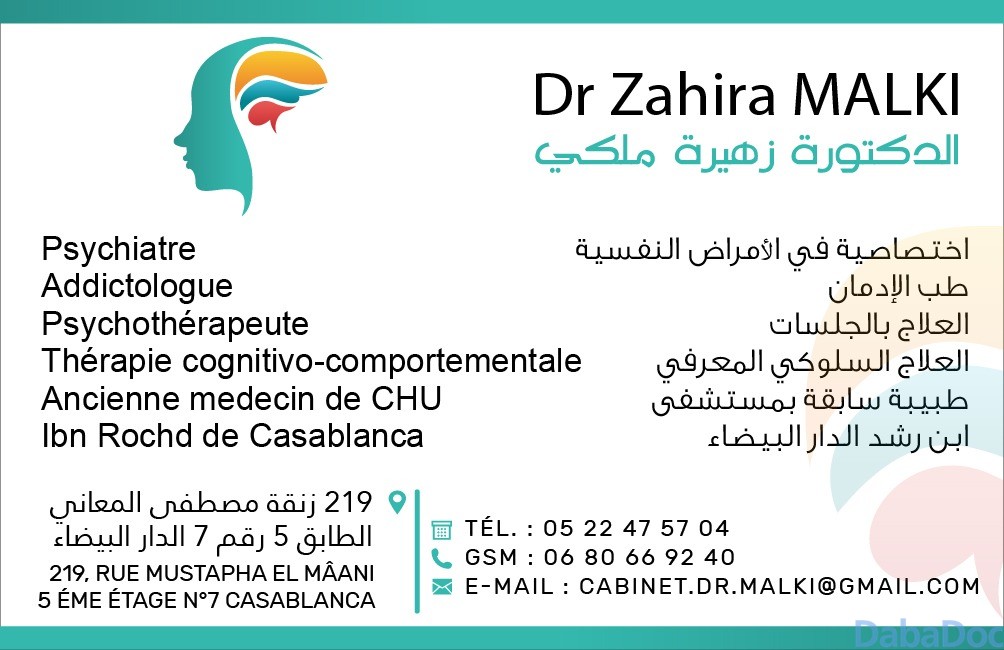 Dr Zahira MALKI
الدكتورة زهيرة ملكي
Psychiatre
Addictologue
Psychothérapeute
Thérapie cognitivo-comportementale
Ancienne medecin de CHU
Ibn Rochd de Casablanca
اختصاصية في الأمراض النفسية
طب الإدمان
العلاج بالجلسات
العلاج السلوكي المعرفي
طبيبة سابقة بمستشفى
ابن رشد الدار البيضاء
219 زنقة مصطفى المعاني
الطابق 5 رقم 7 الدار البيضاء
219, RUE MUSTAPHA EL MÂANI
5 ÉME ÉTAGE N°7 CASABLANCA
TÉL. : 05 22 47 57 04
GSM : 06 80 66 92 40
E-MAIL : CABINET.DR.MALKI@GMAIL.COM
DabaDoc